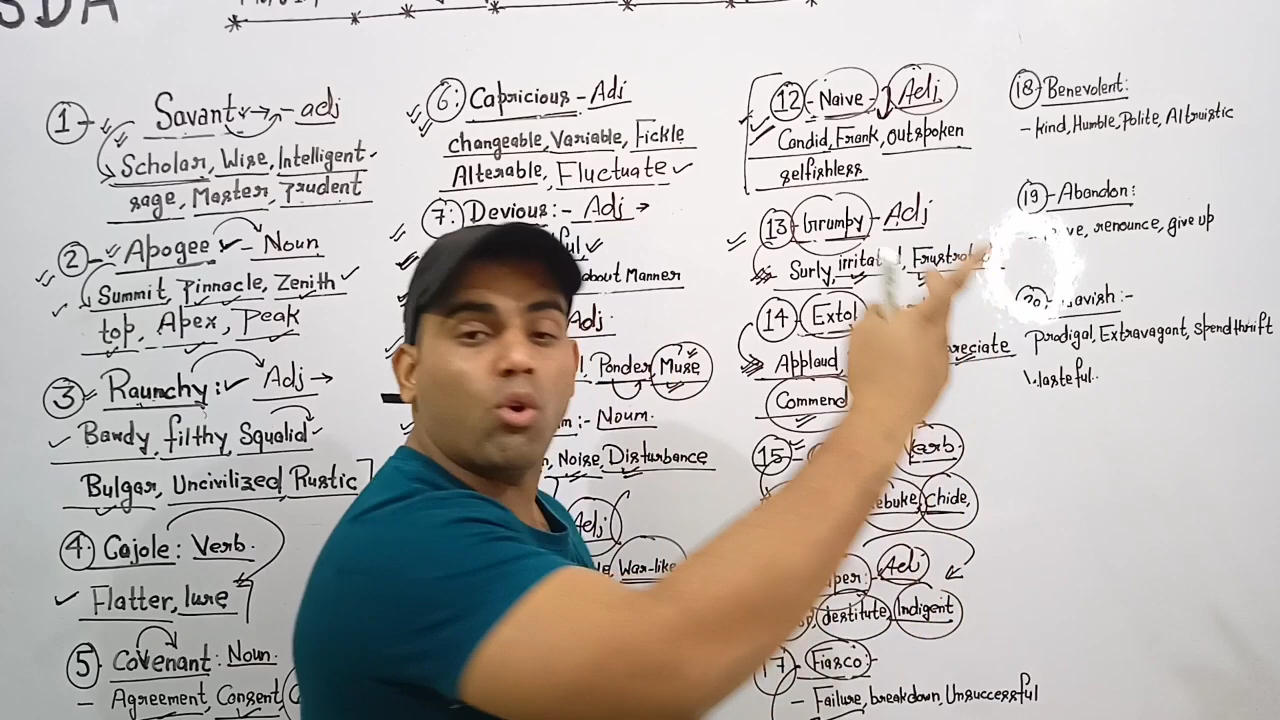 SDA
1 - Savant → - adj
Scholar, Wise, Intelligent
sage, Master, Prudent
2 - Apogee - Noun
Summit, Pinnacle, Zenith
top, Apex, Peak
3 Raunchy :- Adj →
Bawdy, filthy, Squalid
Bulgar, Uncivilized Rustic
4. Cajole : Verb.
Flatter, lure
5 Covenant : Noun.
- Agreement, Consent
6: Capricious - Adj
changeable, Variable, Fickle
Alterable, Fluctuate
7: Devious :- Adj →
about Manner
Adj.
Ponder Muse
:- Noun.
Noise, Disturbance
Adj
War-like
12 - Naive - Adj
Candid, Frank, outspoken
selfishless
13 - Grumpy - Adj
Surly,
14 Extol
Applaud,
Commend
15 Verb.
Rebuke, Chide,
:- Adj
destitute, Indigent
17 - Fiasco :-
- Failure, breakdown, Unsuccessful
18 - Benevolent :
- kind, Humble, Polite, Altruistic
19 - Abandon :
renounce, give up
20 - Lavish :-
Prodigal, Extravagant, Spendthrift
Wasteful..